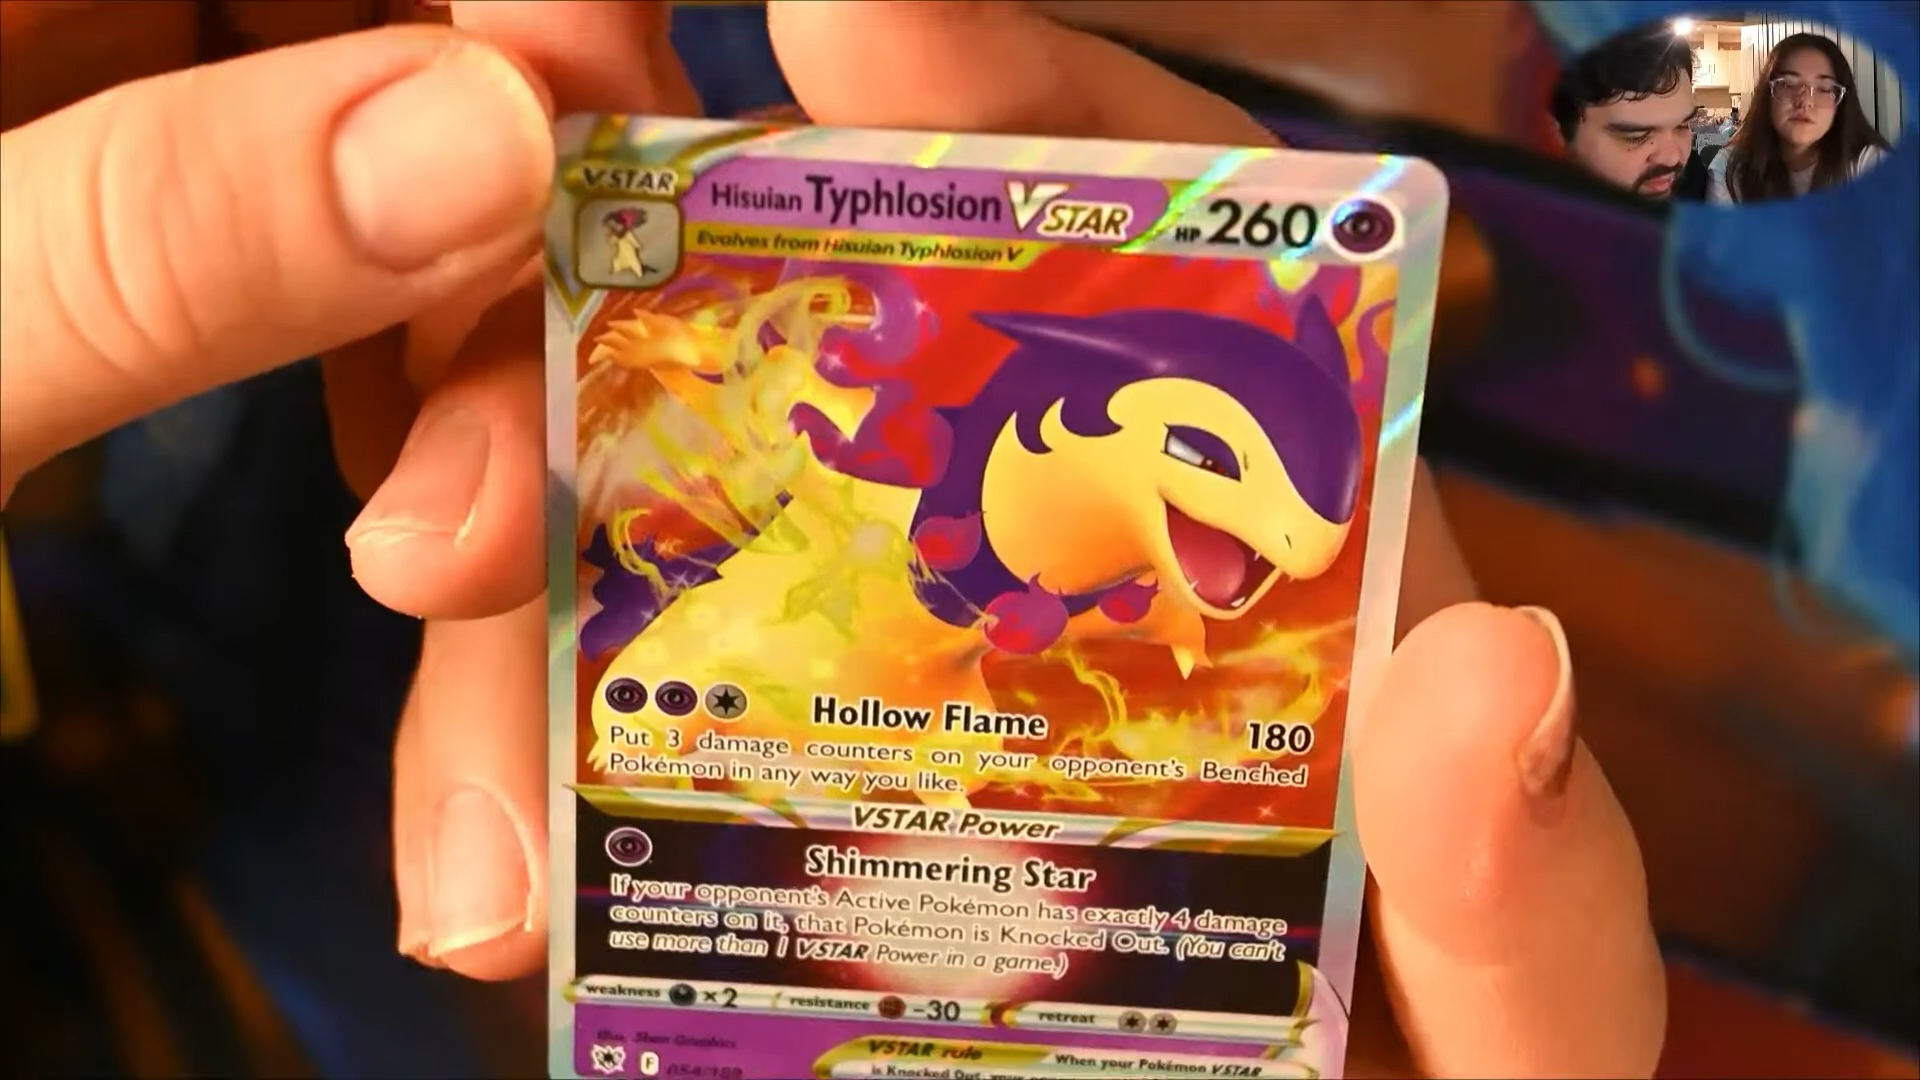 VSTAR
Hisuian Typhlosion VSTAR
HP 260
Evolves from Hisuian Typhlosion V
Hollow Flame 180
Put 3 damage counters on your opponent's Benched
Pokémon in any way you like.
VSTAR Power
Shimmering Star
If your opponent's Active Pokémon has exactly 4 damage
counters on it, that Pokémon is Knocked Out. (You can't
use more than 1 VSTAR Power in a game.)
weakness ×2 resistance -30 retreat
VSTAR rule
When your Pokémon VSTAR
is Knocked Out, your
F